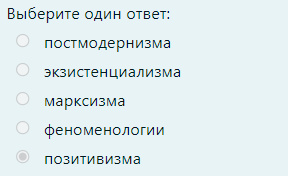 Выберите один ответ:
постмодернизма
экзистенциализма
марксизма
феноменологии
позитивизма